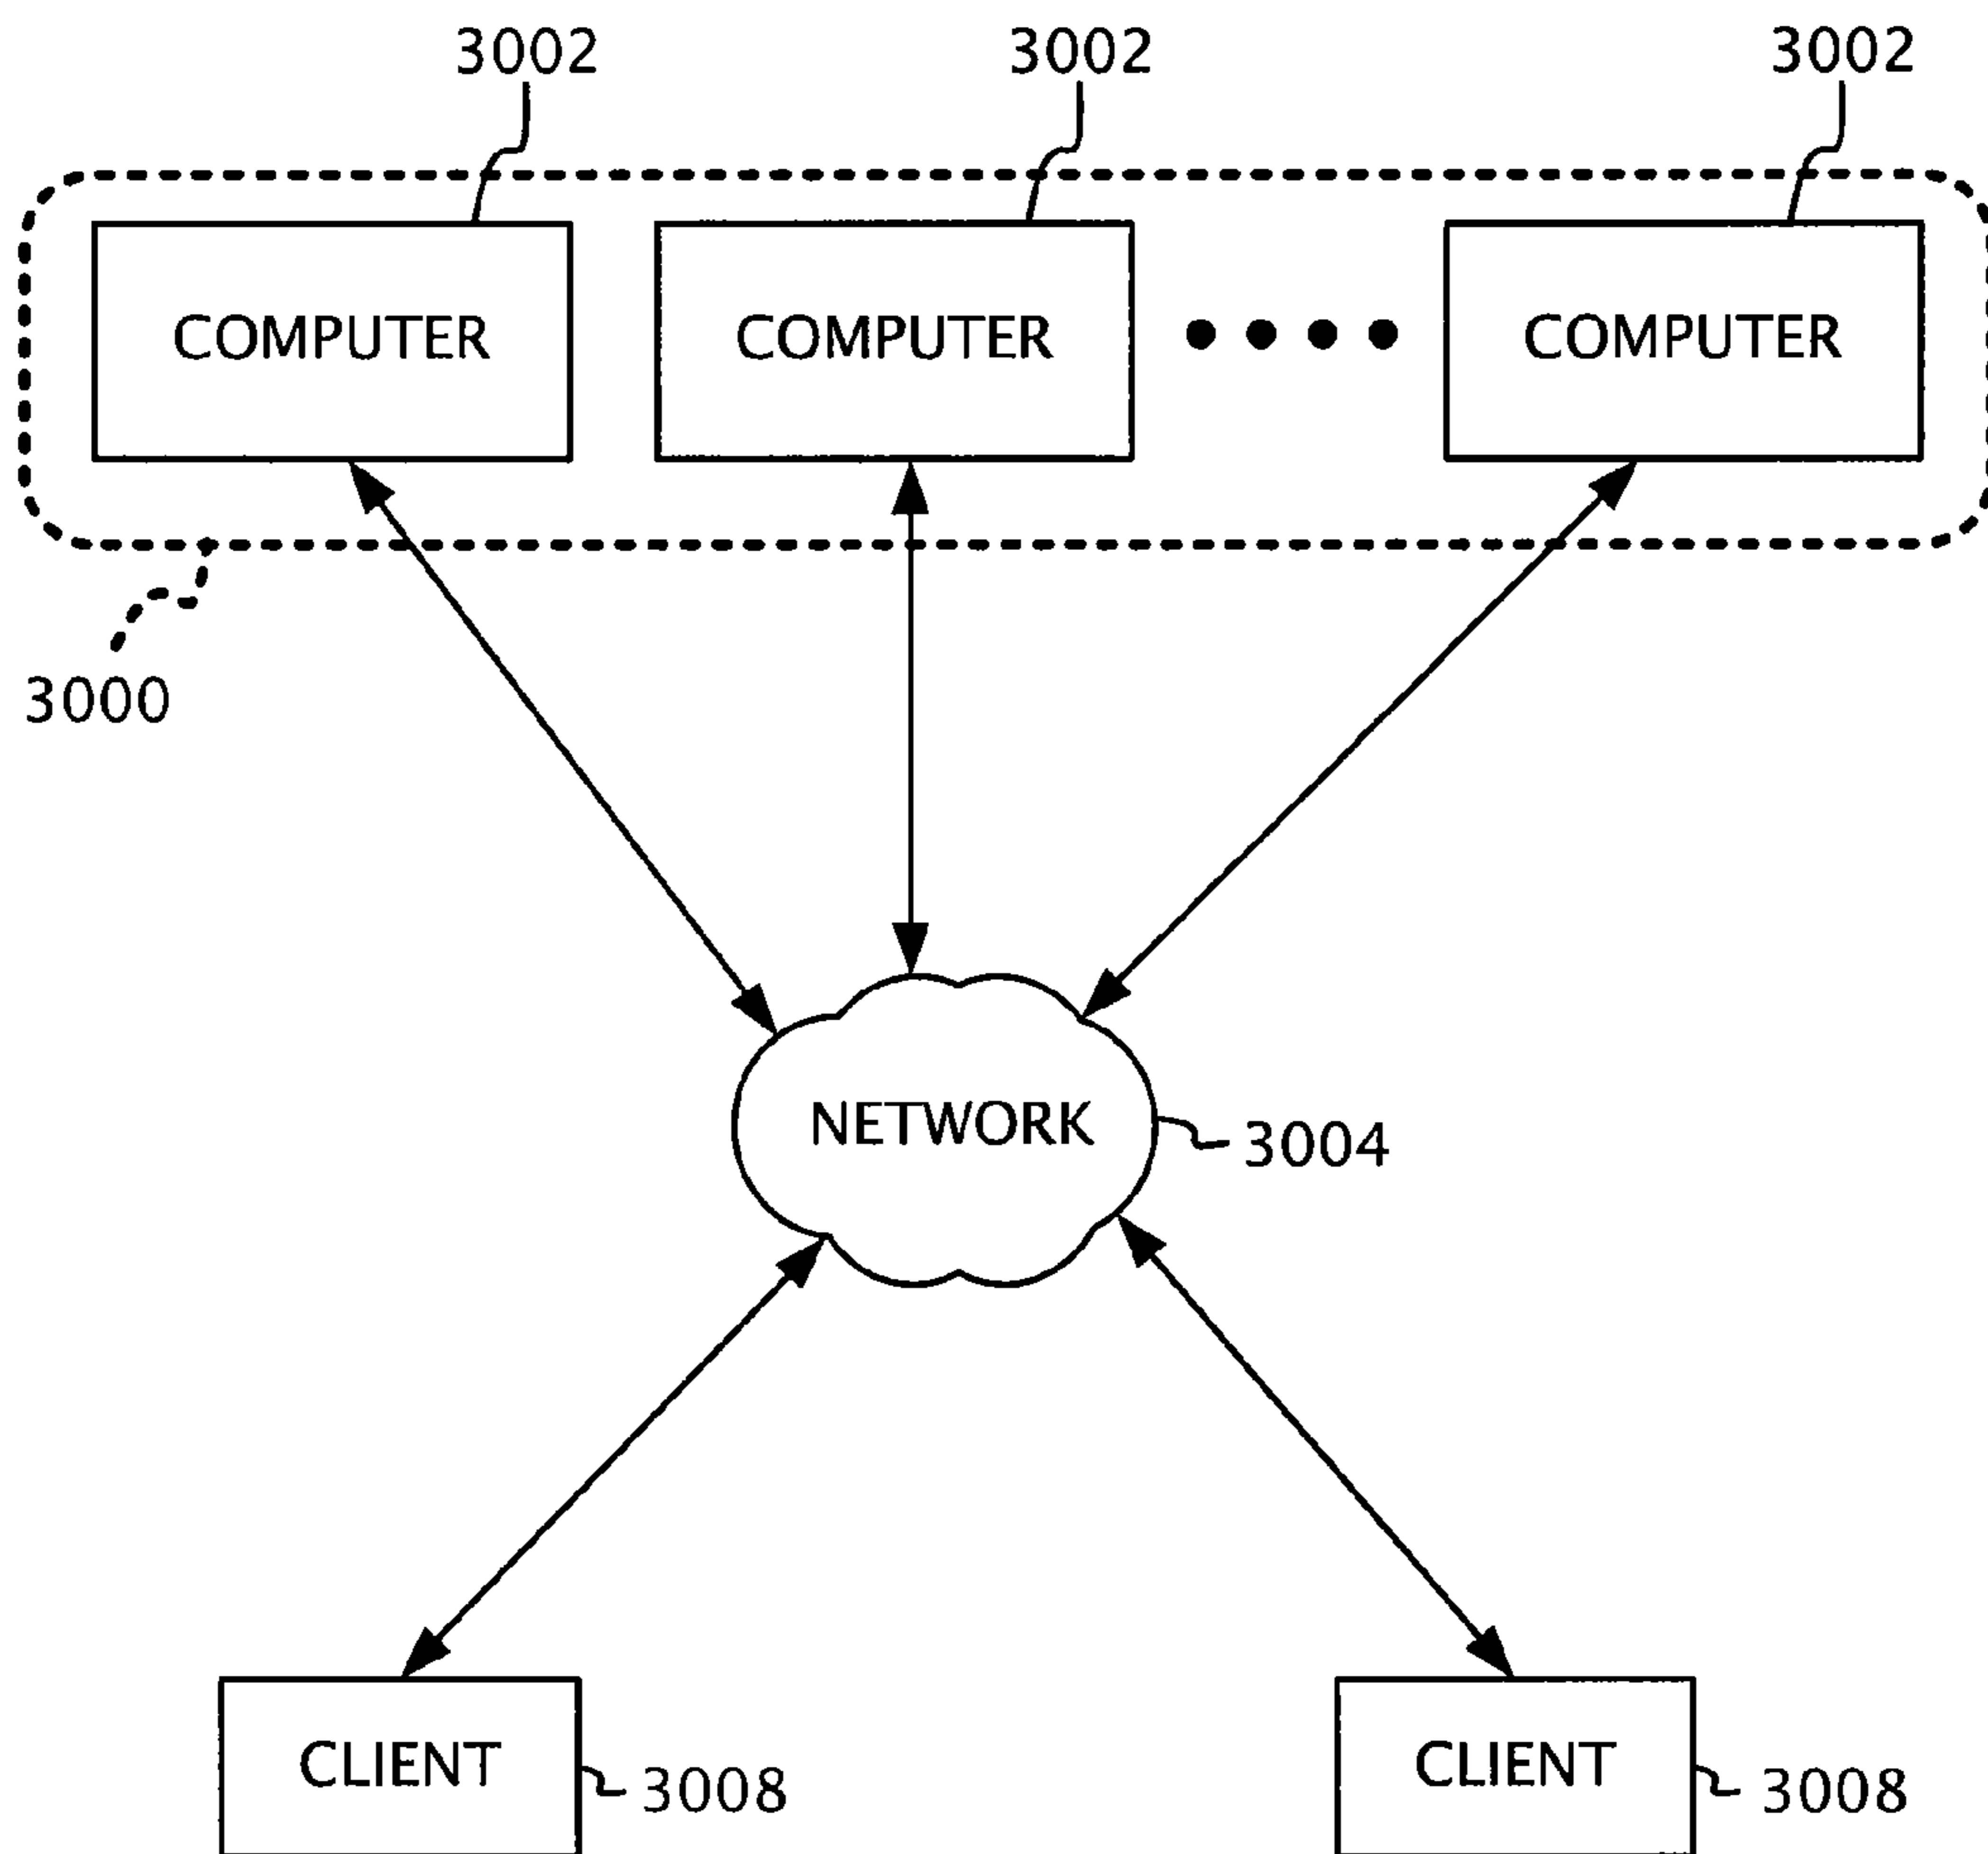 3002 3002 3002
COMPUTER COMPUTER COMPUTER
3000
NETWORK
3004
CLIENT CLIENT
3008 3008